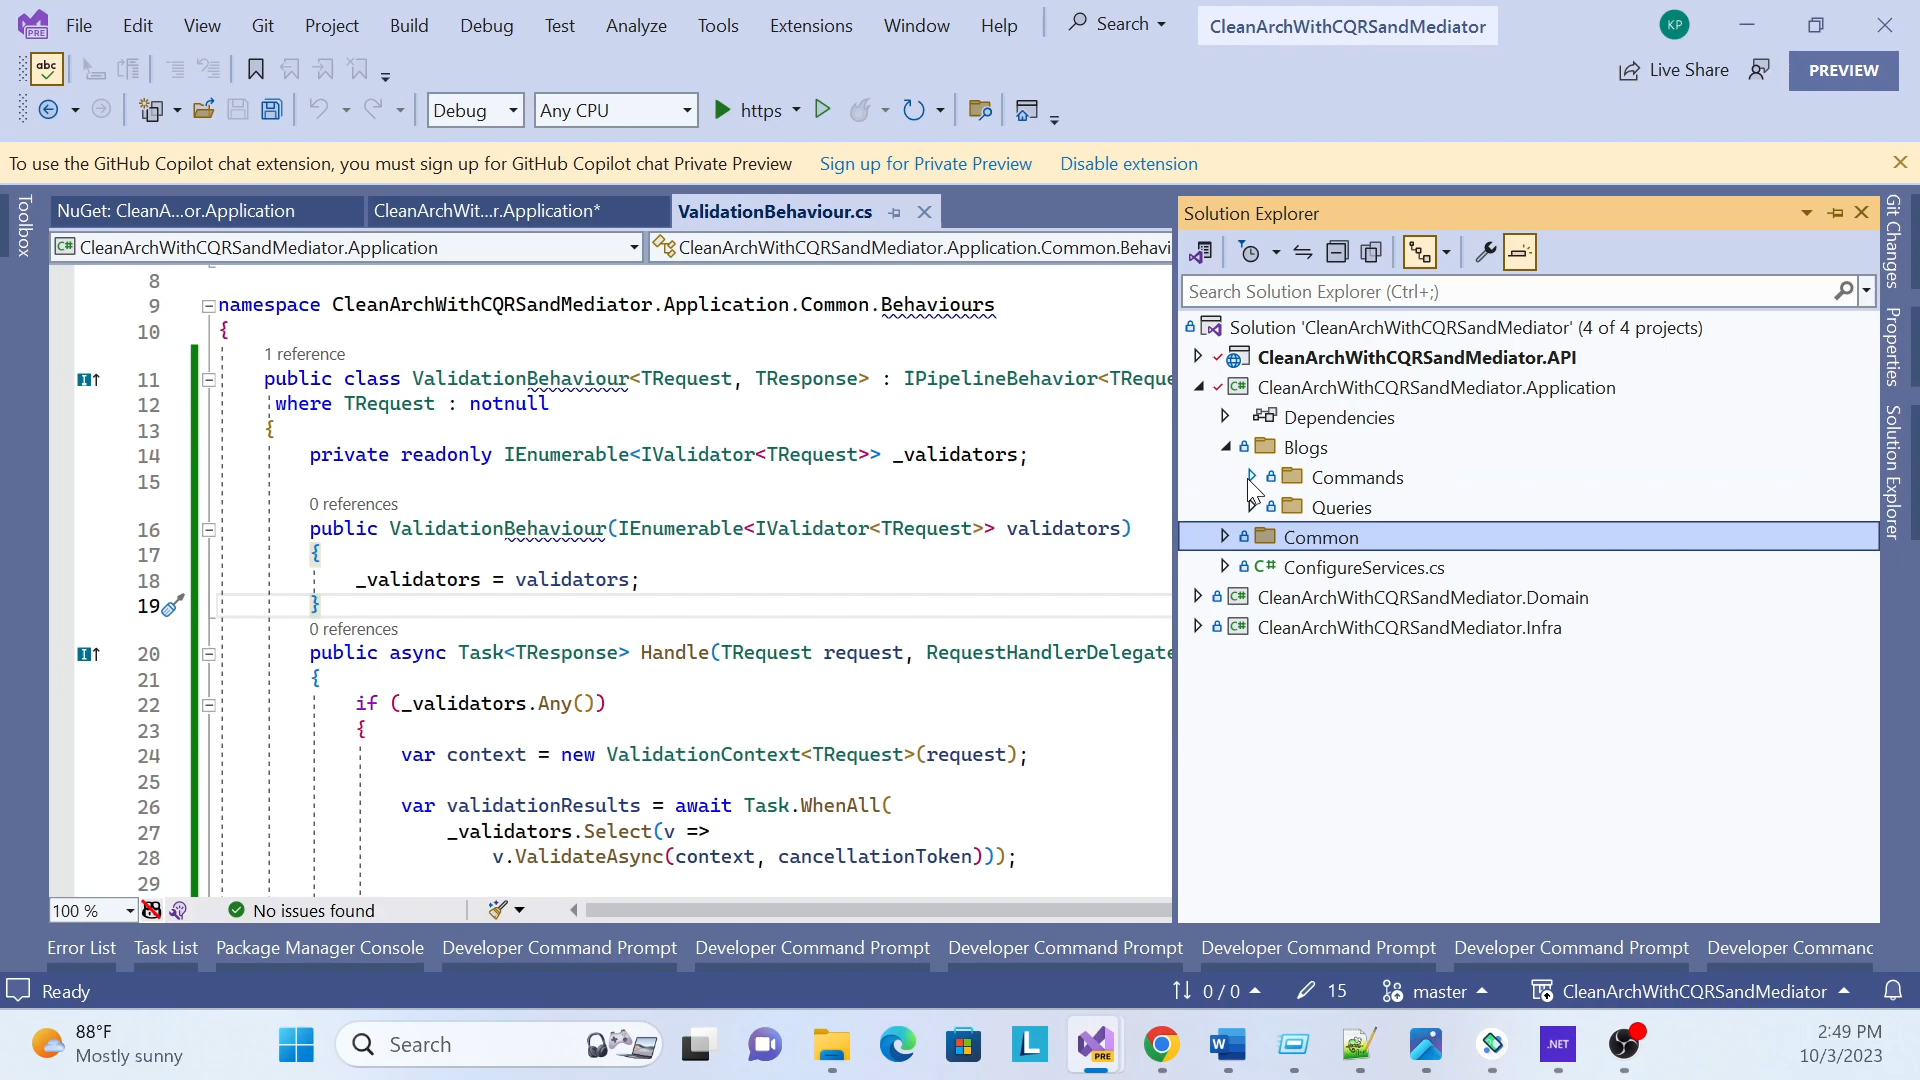 File Edit View Git Project Build Debug Test Analyze Tools Extensions Window Help Search CleanArchWithCQRSandMediator KP
abc Live Share PREVIEW
Debug Any CPU https
To use the GitHub Copilot chat extension, you must sign up for GitHub Copilot chat Private Preview Sign up for Private Preview Disable extension
Toolbox
NuGet: CleanA...or.Application CleanArchWit...r.Application* ValidationBehaviour.cs
CleanArchWithCQRSandMediator.Application CleanArchWithCQRSandMediator.Application.Common.Behavi
8
9 namespace CleanArchWithCQRSandMediator.Application.Common.Behaviours
10 {
1 reference
11 public class ValidationBehaviour<TRequest, TResponse> : IPipelineBehavior<TReque
12 where TRequest : notnull
13 {
14 private readonly IEnumerable<IValidator<TRequest>> _validators;
15
0 references
16 public ValidationBehaviour(IEnumerable<IValidator<TRequest>> validators)
17 {
18 _validators = validators;
19 }
0 references
20 public async Task<TResponse> Handle(TRequest request, RequestHandlerDelegate
21 {
22 if (_validators.Any())
23 {
24 var context = new ValidationContext<TRequest>(request);
25
26 var validationResults = await Task.WhenAll(
27 _validators.Select(v =>
28 v.ValidateAsync(context, cancellationToken)));
29
100 % No issues found
Solution Explorer
Search Solution Explorer (Ctrl+;)
Solution 'CleanArchWithCQRSandMediator' (4 of 4 projects)
CleanArchWithCQRSandMediator.API
CleanArchWithCQRSandMediator.Application
Dependencies
Blogs
Commands
Queries
Common
ConfigureServices.cs
CleanArchWithCQRSandMediator.Domain
CleanArchWithCQRSandMediator.Infra
Git Changes
Properties
Solution Explorer
Error List Task List Package Manager Console Developer Command Prompt Developer Command Prompt Developer Command Prompt Developer Command Prompt Developer Command Prompt Developer Commanc
Ready 0 / 0 15 master CleanArchWithCQRSandMediator
88°F
Mostly sunny
Search
L
PRE
W
.NET
2:49 PM
10/3/2023